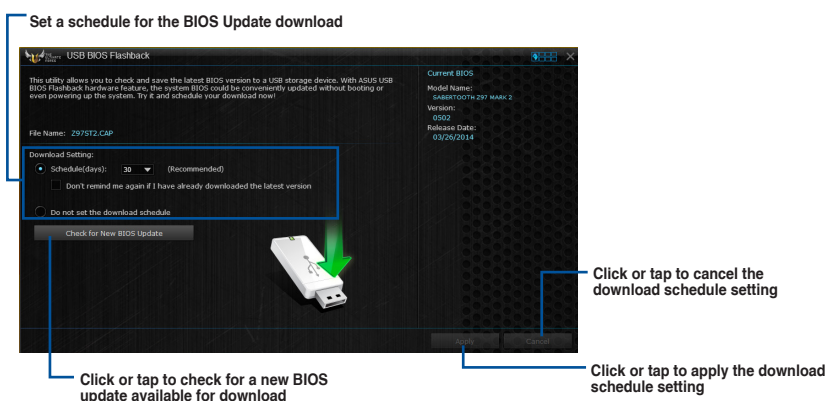 Set a schedule for the BIOS Update download
USB BIOS Flashback
This utility allows you to check and save the latest BIOS version to a USB storage device. With ASUS USB
BIOS Flashback hardware feature, the system BIOS could be conveniently updated without booting or
even powering up the system. Try it and schedule your download now!
File Name: Z97ST2.CAP
Current BIOS
Model Name:
SABERTOOTH Z97 MARK 2
Version:
0502
Release Date:
03/26/2014
Download Setting:
Schedule(days): 30 (Recommended)
Don't remind me again if I have already downloaded the latest version
Do not set the download schedule
Check for New BIOS Update
Apply
Cancel
Click or tap to cancel the
download schedule setting
Click or tap to apply the download
schedule setting
Click or tap to check for a new BIOS
update available for download